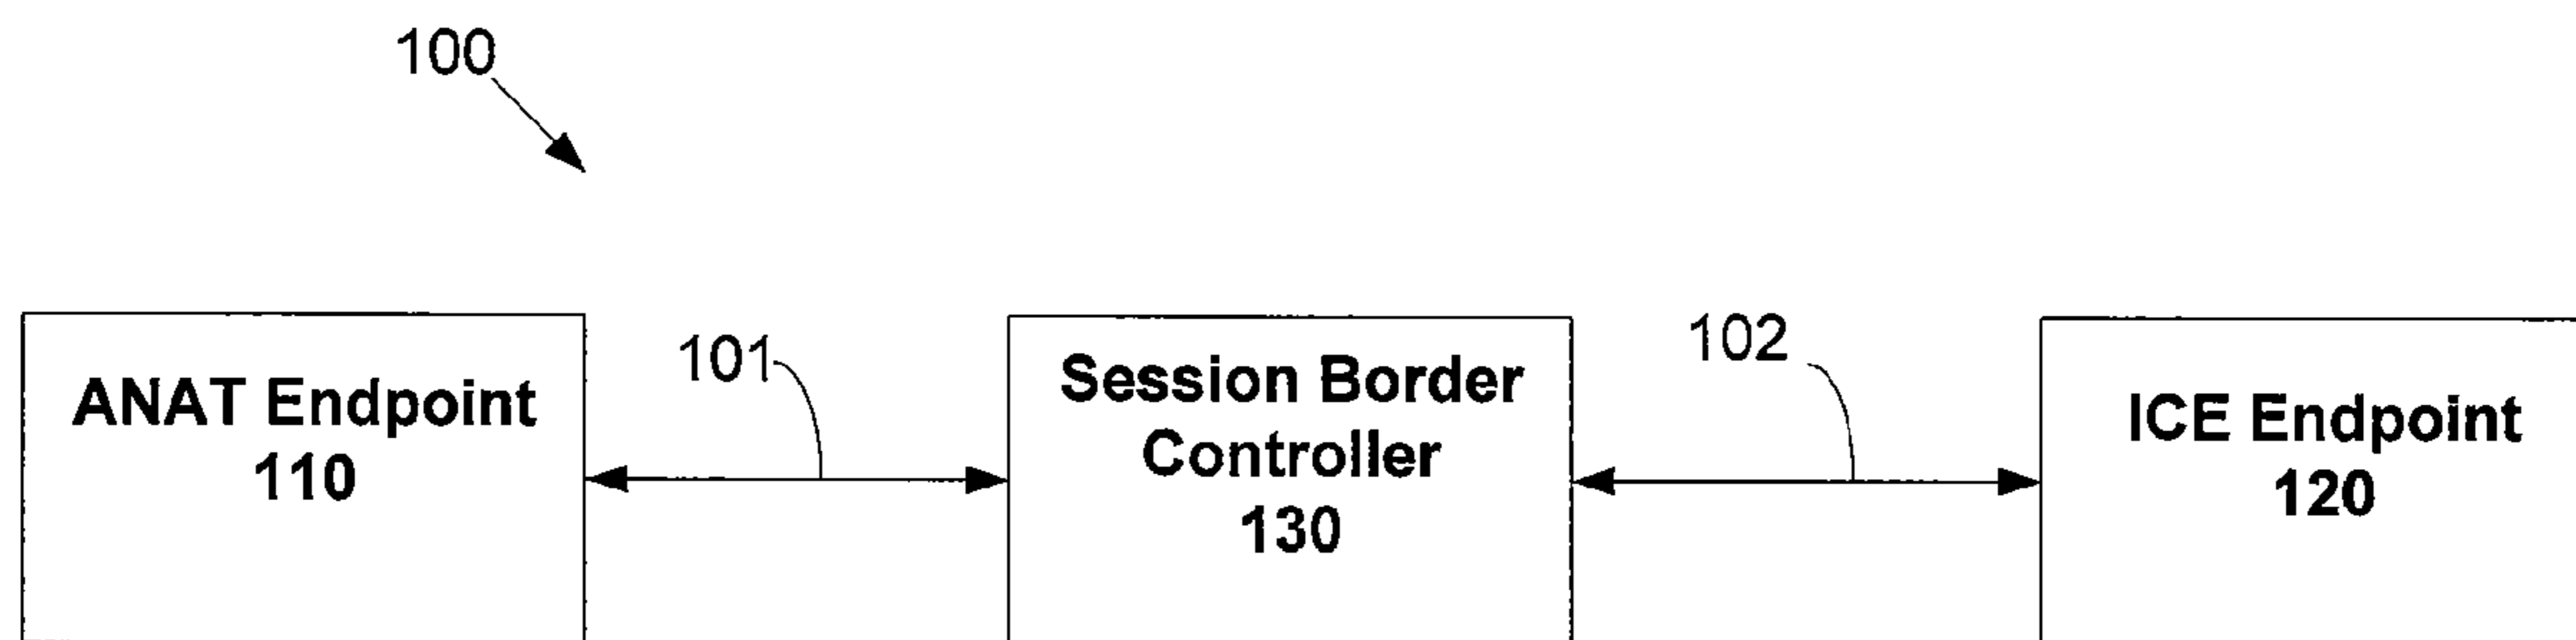 100
101
102
ANAT Endpoint
110
Session Border
Controller
130
ICE Endpoint
120